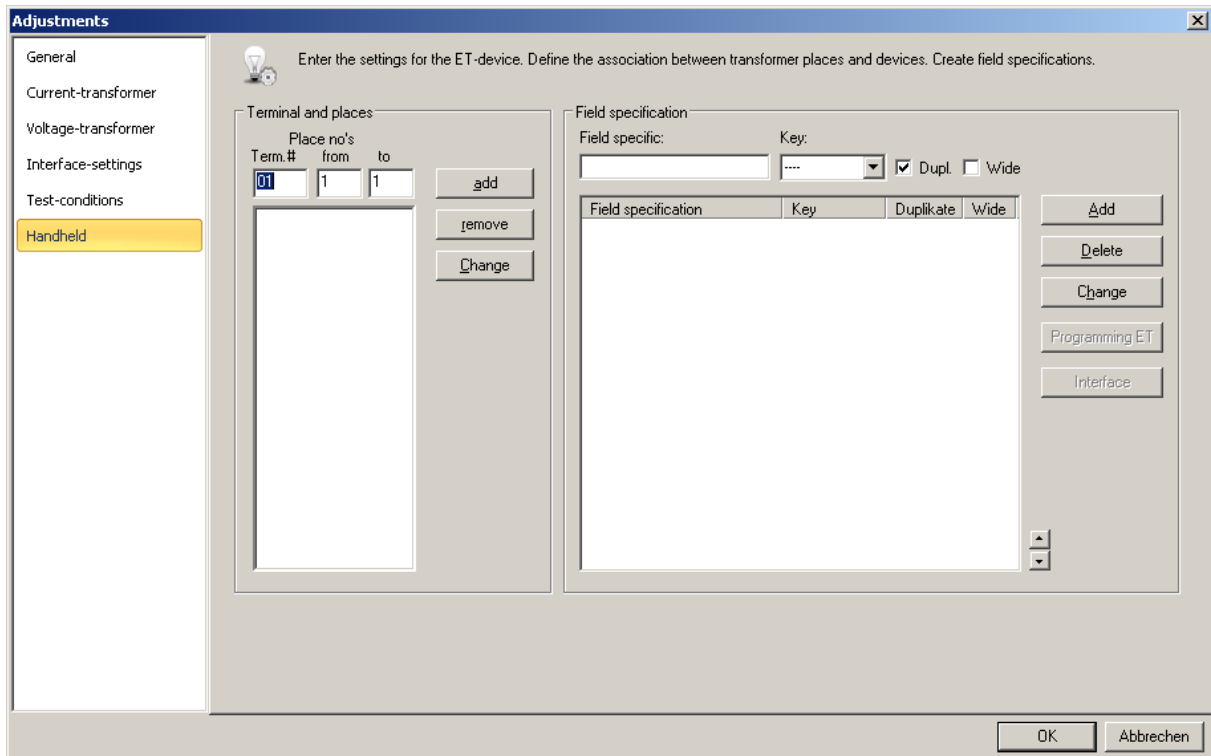 Adjustments
General
Current-transformer
Voltage-transformer
Interface-settings
Test-conditions
Handheld
Enter the settings for the ET-device. Define the association between transformer places and devices. Create field specifications.
Terminal and places
Place no's
Term.# from to
01 1 1
add
remove
Change
Field specification
Field specific: Key:
---- Dupl. Wide
Field specification Key Duplikate Wide
Add
Delete
Change
Programming ET
Interface
OK Abbrechen